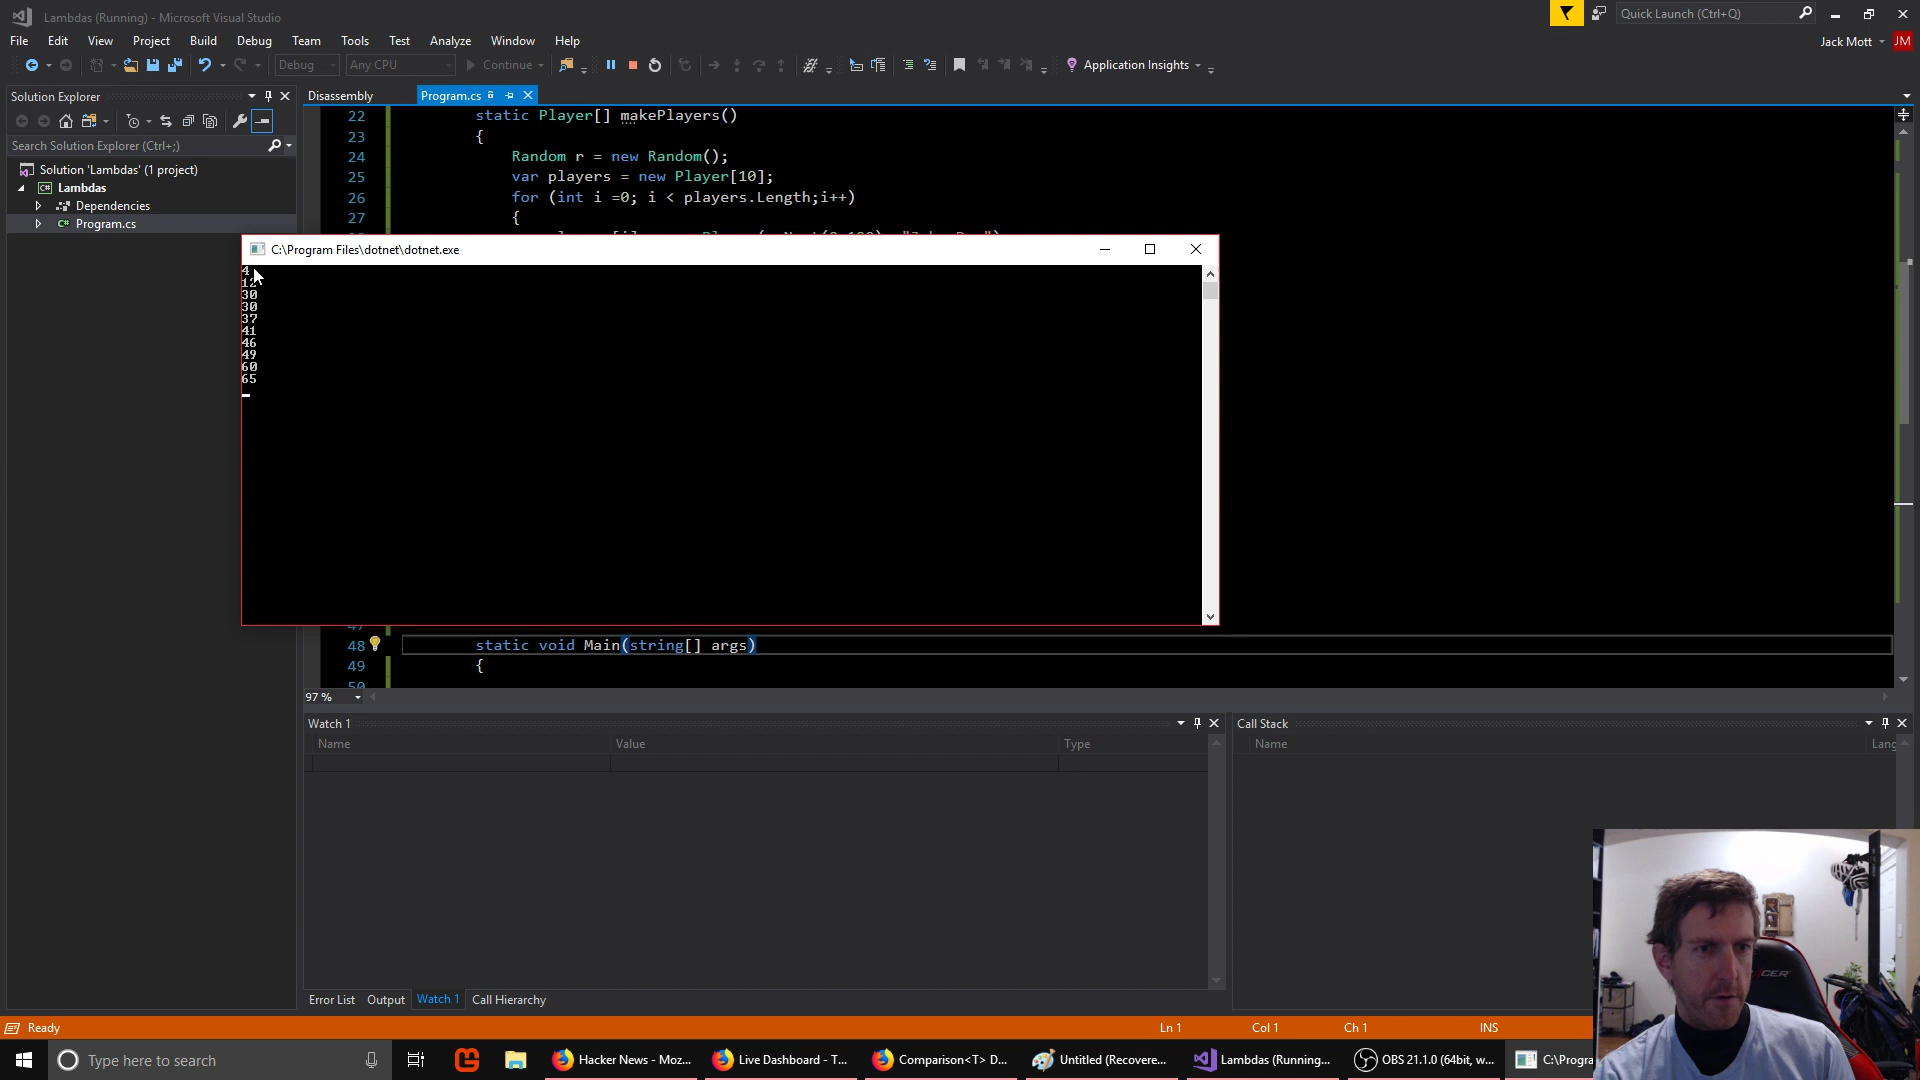 Lambdas (Running) - Microsoft Visual Studio
Quick Launch (Ctrl+Q)
File Edit View Project Build Debug Team Tools Test Analyze Window Help
Jack Mott JM
Debug Any CPU Continue Application Insights
Solution Explorer
Disassembly Program.cs
Search Solution Explorer (Ctrl+;)
Solution 'Lambdas' (1 project)
C# Lambdas
Dependencies
C# Program.cs
22 static Player[] makePlayers()
23 {
24 Random r = new Random();
25 var players = new Player[10];
26 for (int i =0; i < players.Length;i++)
27 {
C:\Program Files\dotnet\dotnet.exe
4
12
30
30
37
41
46
49
60
65
47
48 static void Main(string[] args)
49 {
50
97 %
Watch 1
Name Value Type
Call Stack
Name Lang
Error List Output Watch 1 Call Hierarchy
Ready Ln 1 Col 1 Ch 1 INS
Type here to search
Hacker News - Moz...
Live Dashboard - T...
Comparison<T> D...
Untitled (Recovere...
Lambdas (Running...
OBS 21.1.0 (64bit, w...
C:\Progra